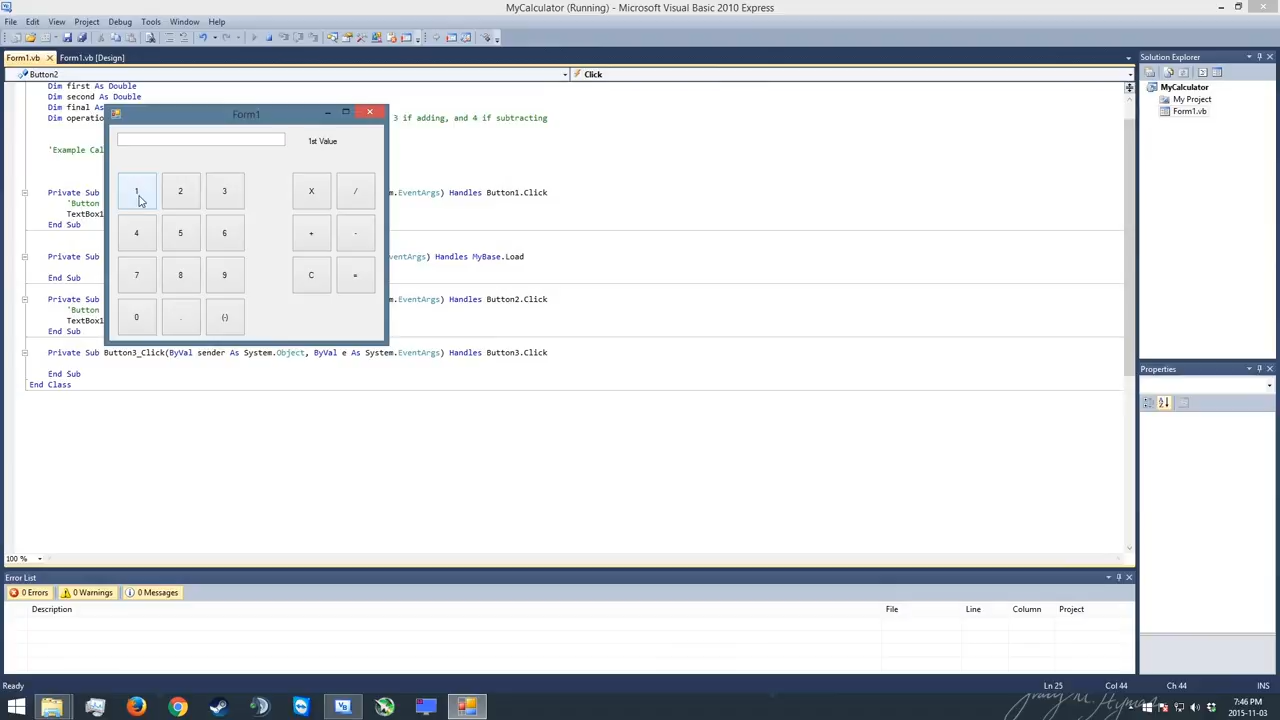 MyCalculator (Running) - Microsoft Visual Basic 2010 Express
File Edit View Project Debug Tools Window Help
Form1.vb Form1.vb [Design]
Button2 Click
Dim first As Double
Dim second As Double
Dim final As
Dim operatio 3 if adding, and 4 if subtracting
'Example Cal
Private Sub m.EventArgs) Handles Button1.Click
'Button
TextBox1
End Sub
Private Sub ventArgs) Handles MyBase.Load
End Sub
Private Sub m.EventArgs) Handles Button2.Click
'Button
TextBox1
End Sub
Private Sub Button3_Click(ByVal sender As System.Object, ByVal e As System.EventArgs) Handles Button3.Click
End Sub
End Class
Form1
1st Value
1 2 3 X /
4 5 6 + -
7 8 9 C =
0 . (-)
100 %
Solution Explorer
MyCalculator
My Project
Form1.vb
Properties
Error List
0 Errors 0 Warnings 0 Messages
Description File Line Column Project
Ready Ln 25 Col 44 Ch 44 INS
7:46 PM
2015-11-03